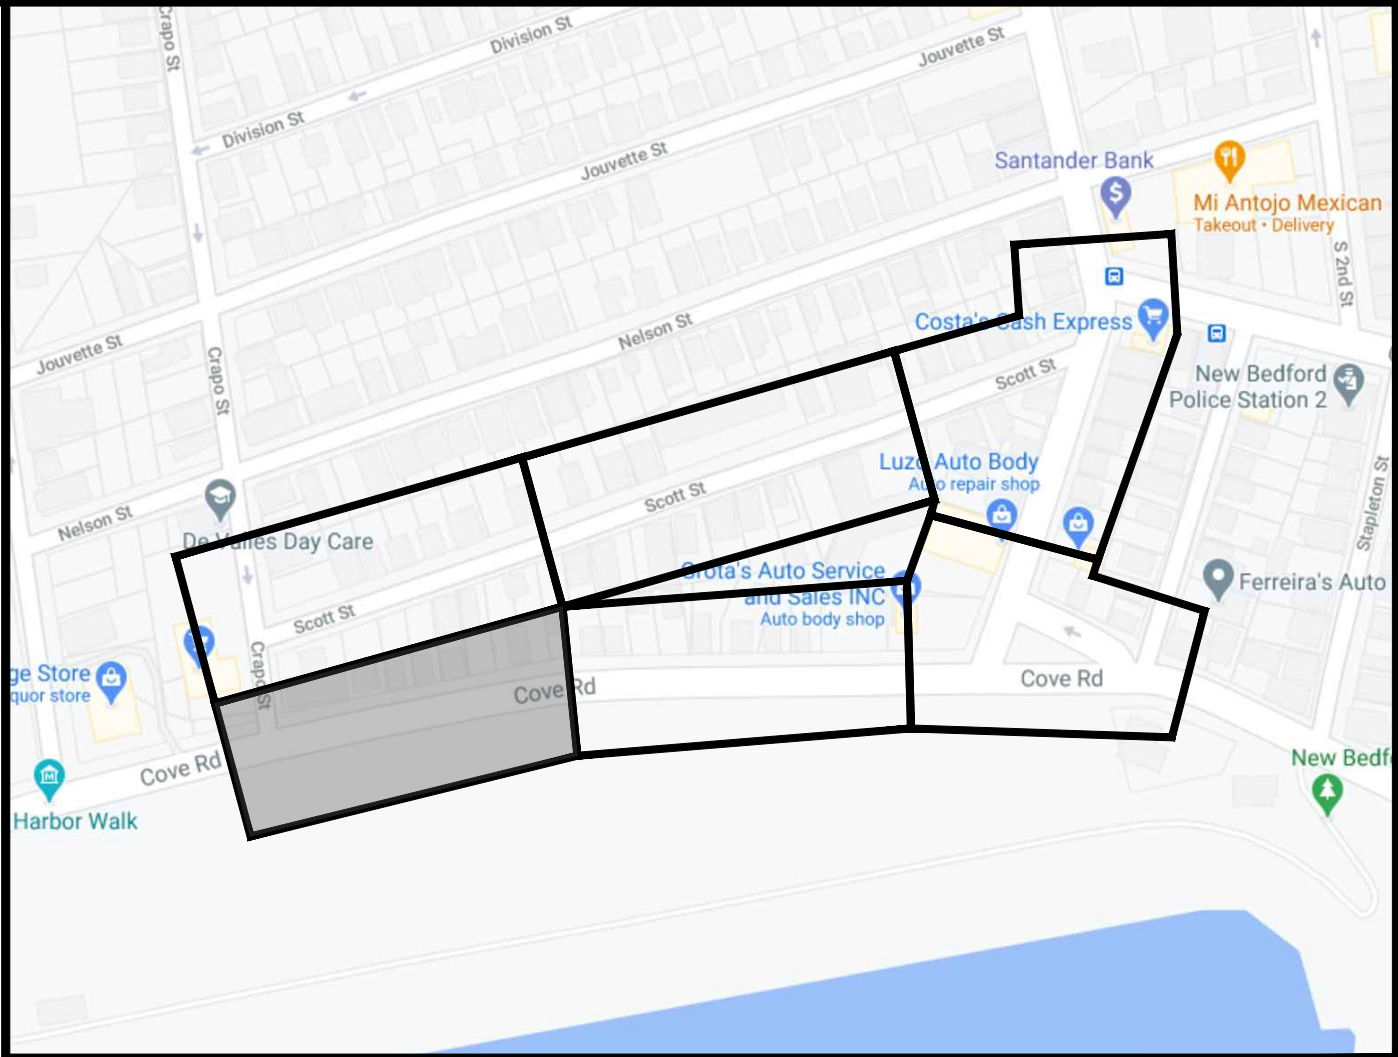 Crapo St
Division St
Jouvette St
Division St
Jouvette St
Santander Bank
Mi Antojo Mexican
Takeout • Delivery
S 2nd St
Costa's Cash Express
Nelson St
Jouvette St
Crapo St
Scott St
New Bedford
Police Station 2
Luzo Auto Body
Auto repair shop
Scott St
Nelson St
De Valles Day Care
Stapleton St
Grota's Auto Service
and Sales INC
Auto body shop
Ferreira's Auto
Scott St
Crapo St
ge Store
quor store
Cove Rd
Cove Rd
Cove Rd
New Bedf
Harbor Walk